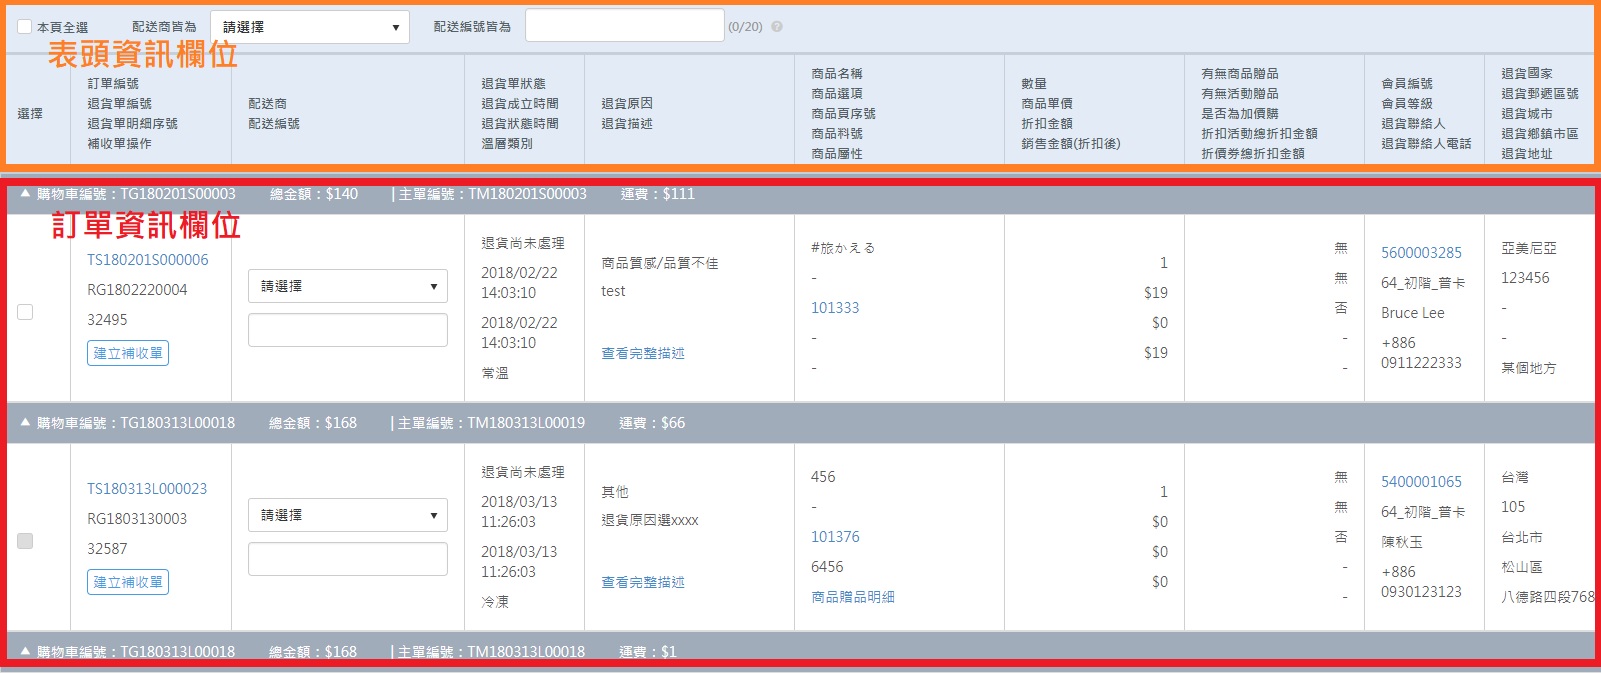 本頁全選 配送商皆為 請選擇 配送編號皆為 (0/20)
表頭資訊欄位
選擇
訂單編號
退貨單編號
退貨單明細序號
補收單操作
配送商
配送編號
退貨單狀態
退貨成立時間
退貨狀態時間
溫層類別
退貨原因
退貨描述
商品名稱
商品選項
商品頁序號
商品料號
商品屬性
數量
商品單價
折扣金額
銷售金額(折扣後)
有無商品贈品
有無活動贈品
是否為加價購
折扣活動總折扣金額
折價券總折扣金額
會員編號
會員等級
退貨聯絡人
退貨聯絡人電話
退貨國家
退貨郵遞區號
退貨城市
退貨鄉鎮市區
退貨地址
購物車編號：TG180201S00003 總金額：$140 | 主單編號：TM180201S00003 運費：$111
訂單資訊欄位
TS180201S000006
RG1802220004
32495
建立補收單
請選擇
退貨尚未處理
2018/02/22
14:03:10
2018/02/22
14:03:10
常溫
商品質感/品質不佳
test
查看完整描述
#旅かえる
-
101333
-
-
1
$19
$0
$19
無
無
否
-
-
5600003285
64_初階_普卡
Bruce Lee
+886
0911222333
亞美尼亞
123456
-
-
某個地方
購物車編號：TG180313L00018 總金額：$168 | 主單編號：TM180313L00019 運費：$66
TS180313L000023
RG1803130003
32587
建立補收單
請選擇
退貨尚未處理
2018/03/13
11:26:03
2018/03/13
11:26:03
冷凍
其他
退貨原因選xxxx
查看完整描述
456
-
101376
6456
商品贈品明細
1
$0
$0
$0
無
無
否
-
-
5400001065
64_初階_普卡
陳秋玉
+886
0930123123
台灣
105
台北市
松山區
八德路四段768
購物車編號：TG180313L00018 總金額：$168 | 主單編號：TM180313L00018 運費：$1